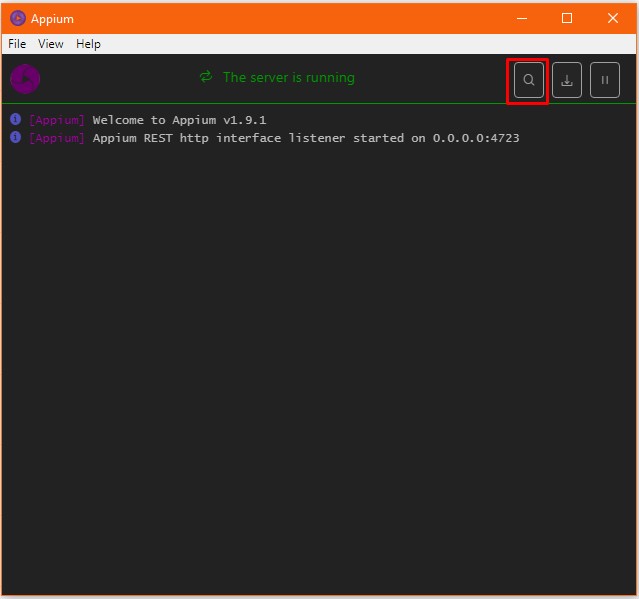 Appium
File View Help
The server is running
[Appium] Welcome to Appium v1.9.1
[Appium] Appium REST http interface listener started on 0.0.0.0:4723